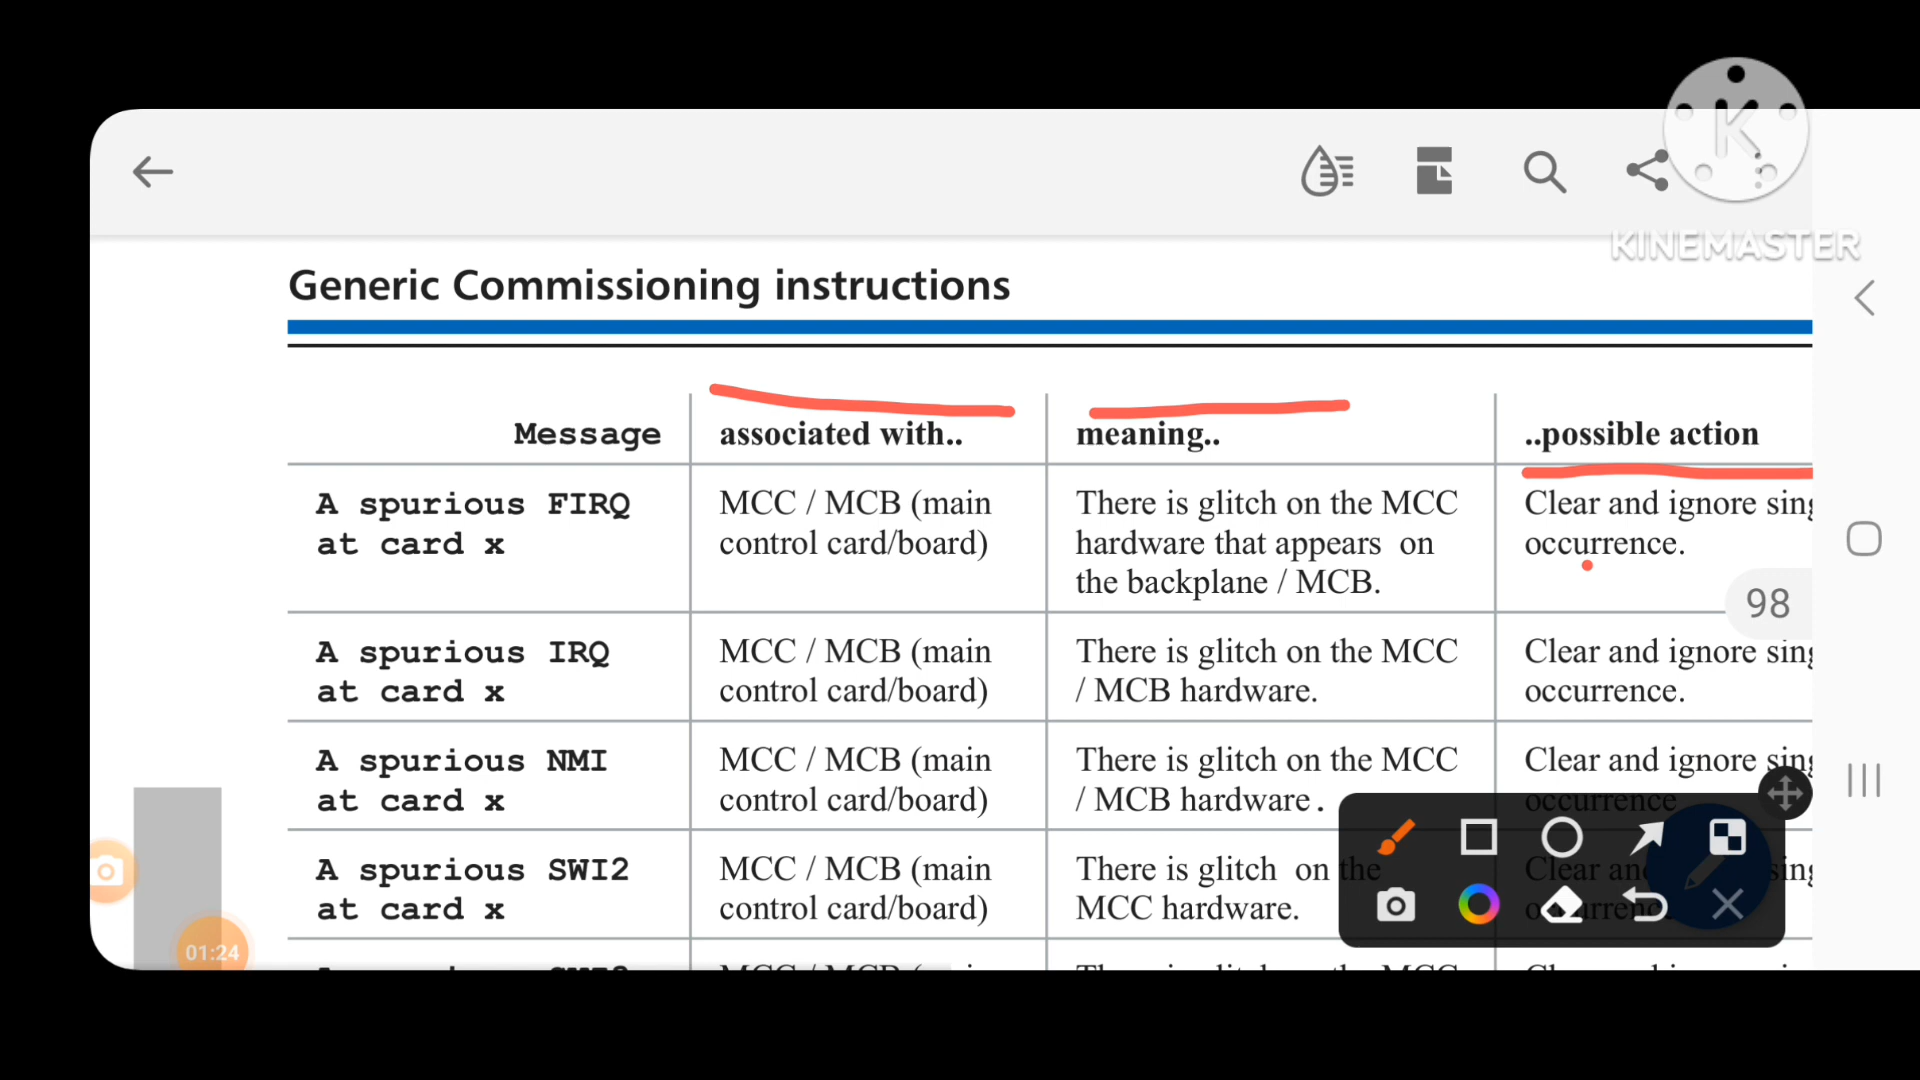 K
KINEMASTER
Generic Commissioning instructions
Message associated with.. meaning.. ..possible action
A spurious FIRQ MCC / MCB (main There is glitch on the MCC Clear and ignore
at card x control card/board) hardware that appears on occurrence.
the backplane / MCB.
98
A spurious IRQ MCC / MCB (main There is glitch on the MCC Clear and ignore
at card x control card/board) / MCB hardware. occurrence.
A spurious NMI MCC / MCB (main There is glitch on the MCC Clear and ignore
at card x control card/board) / MCB hardware. occurrence
A spurious SWI2 MCC / MCB (main There is glitch on the Clear
at card x control card/board) MCC hardware.
01:24